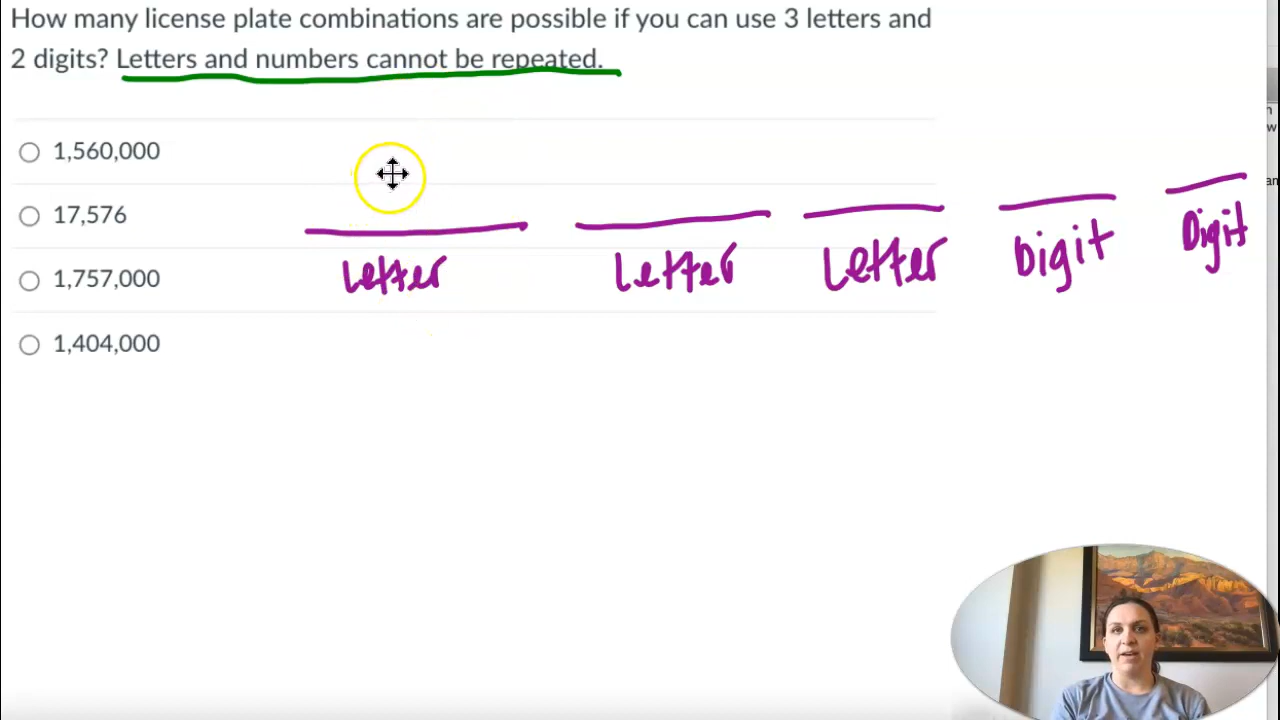 How many license plate combinations are possible if you can use 3 letters and
2 digits? Letters and numbers cannot be repeated.
1,560,000
17,576
1,757,000
1,404,000
Letter Letter Letter Digit Digit